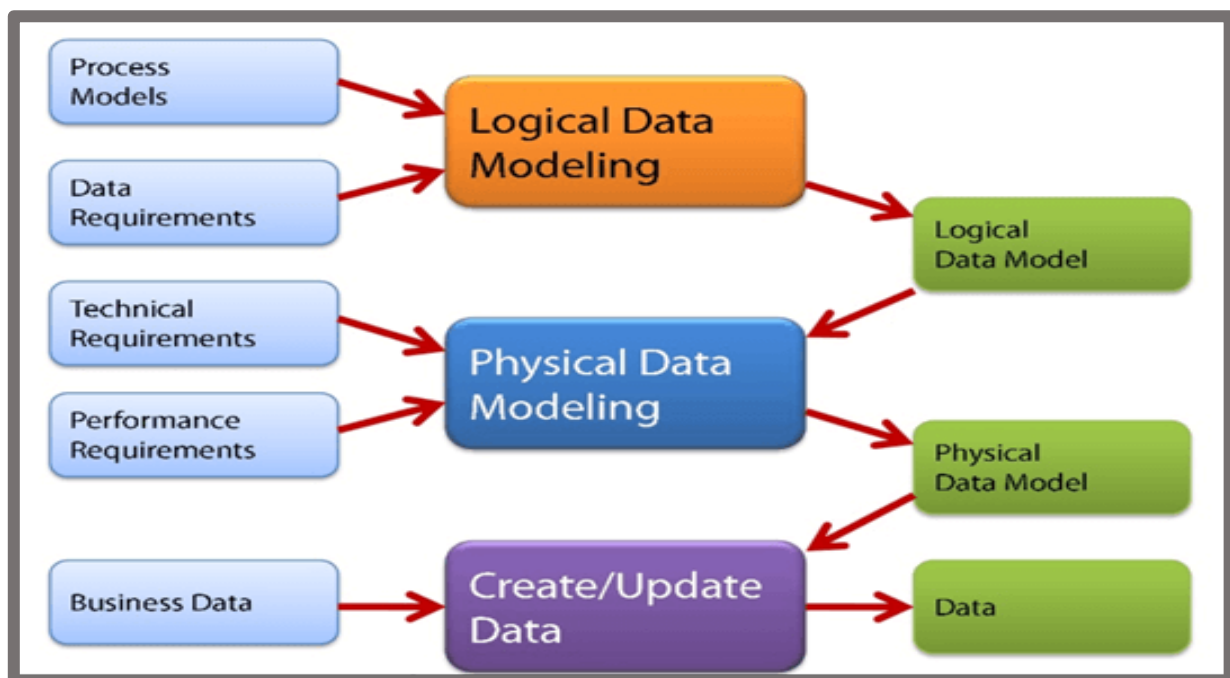 Process
Models
Logical Data
Modeling
Data
Requirements
Logical
Data Model
Technical
Requirements
Physical Data
Modeling
Performance
Requirements
Physical
Data Model
Business Data
Create/Update
Data
Data